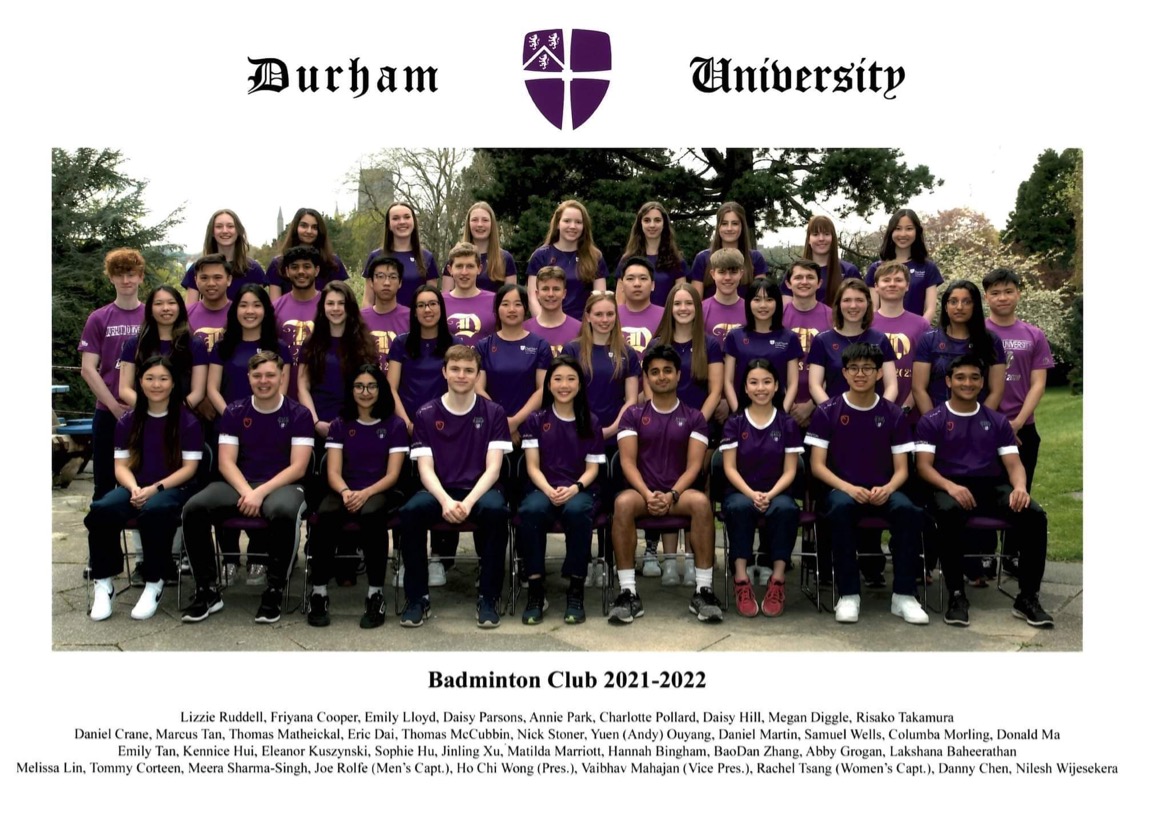 Durham University
Badminton Club 2021-2022
Lizzie Ruddell, Friyana Cooper, Emily Lloyd, Daisy Parsons, Annie Park, Charlotte Pollard, Daisy Hill, Megan Diggle, Risako Takamura
Daniel Crane, Marcus Tan, Thomas Matheickal, Eric Dai, Thomas McCubbin, Nick Stoner, Yuen (Andy) Ouyang, Daniel Martin, Samuel Wells, Columba Morling, Donald Ma
Emily Tan, Kennice Hui, Eleanor Kuszynski, Sophie Hu, Jinling Xu, Matilda Marriott, Hannah Bingham, BaoDan Zhang, Abby Grogan, Lakshana Baheerathan
Melissa Lin, Tommy Corteen, Meera Sharma-Singh, Joe Rolfe (Men's Capt.), Ho Chi Wong (Pres.), Vaibhav Mahajan (Vice Pres.), Rachel Tsang (Women's Capt.), Danny Chen, Nilesh Wijesekera